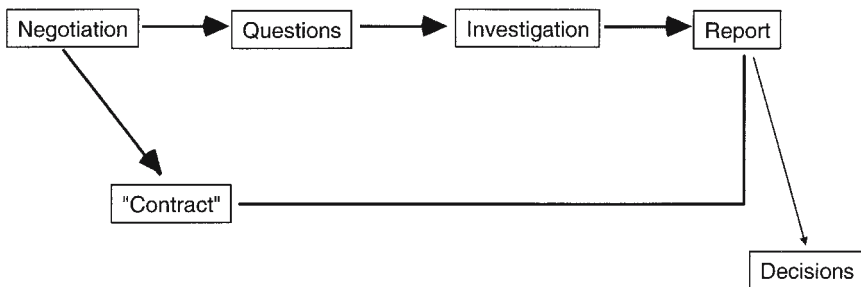 Negotiation
Questions
Investigation
Report
"Contract"
Decisions